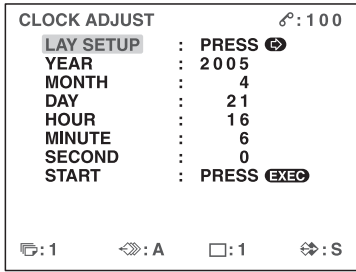 CLOCK ADJUST :100
LAY SETUP : PRESS
YEAR : 2005
MONTH : 4
DAY : 21
HOUR : 16
MINUTE : 6
SECOND : 0
START : PRESS EXEC
:1 :A :1 :S